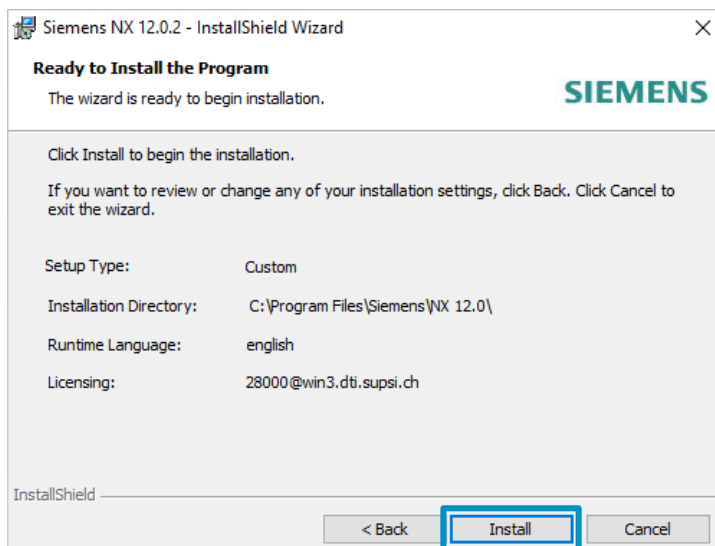 Siemens NX 12.0.2 - InstallShield Wizard
Ready to Install the Program
The wizard is ready to begin installation.
SIEMENS
Click Install to begin the installation.
If you want to review or change any of your installation settings, click Back. Click Cancel to
exit the wizard.
Setup Type: Custom
Installation Directory: C:\Program Files\Siemens\NX 12.0\
Runtime Language: english
Licensing: 28000@win3.dti.supsi.ch
InstallShield
< Back Install Cancel